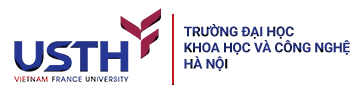 USTH
VIETNAM FRANCE UNIVERSITY
TRƯỜNG ĐẠI HỌC
KHOA HỌC VÀ CÔNG NGHỆ
HÀ NỘI